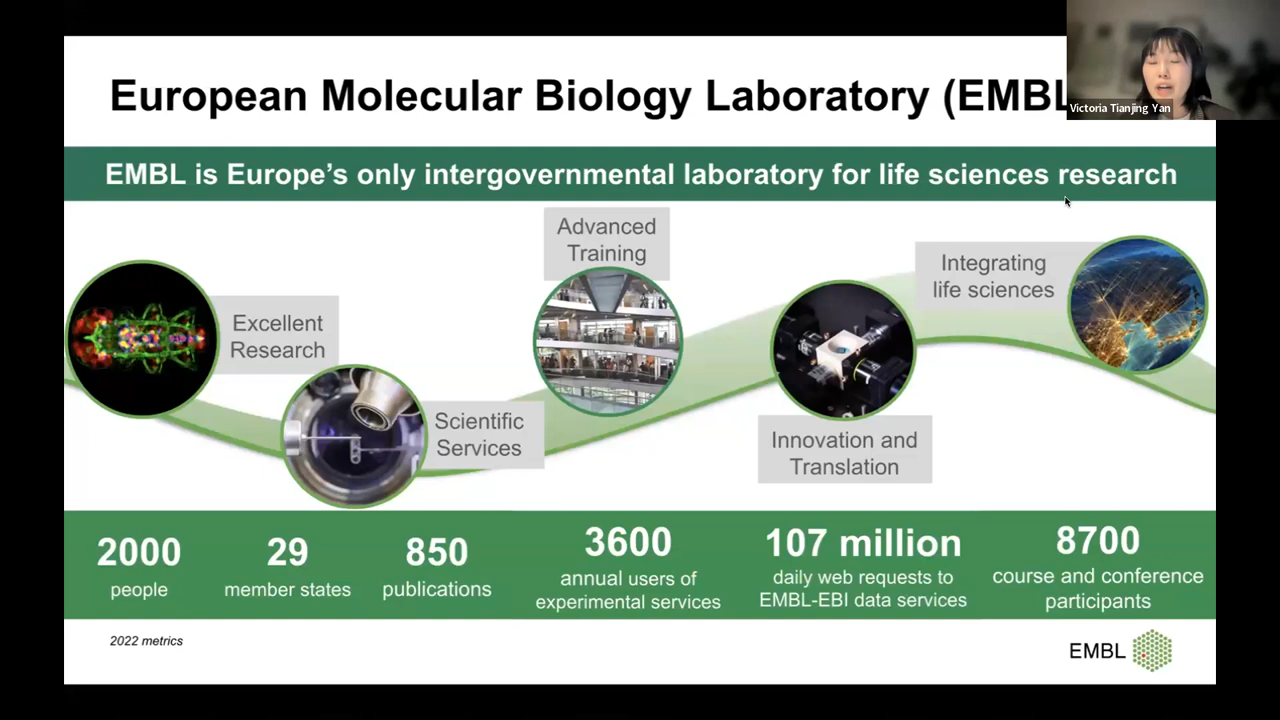 European Molecular Biology Laboratory (EMBL
Victoria Tianjing Yan
EMBL is Europe's only intergovernmental laboratory for life sciences research
Excellent
Research
Scientific
Services
Advanced
Training
Innovation and
Translation
Integrating
life sciences
2000
people
29
member states
850
publications
3600
annual users of
experimental services
107 million
daily web requests to
EMBL-EBI data services
8700
course and conference
participants
2022 metrics
EMBL